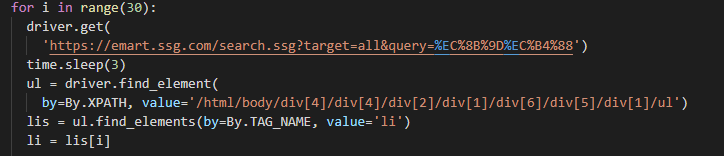 for i in range(30):
driver.get(
'https://emart.ssg.com/search.ssg?target=all&query=%EC%8B%9D%EC%B4%88')
time.sleep(3)
ul = driver.find_element(
by=By.XPATH, value='/html/body/div[4]/div[4]/div[2]/div[1]/div[6]/div[5]/div[1]/ul')
lis = ul.find_elements(by=By.TAG_NAME, value='li')
li = lis[i]